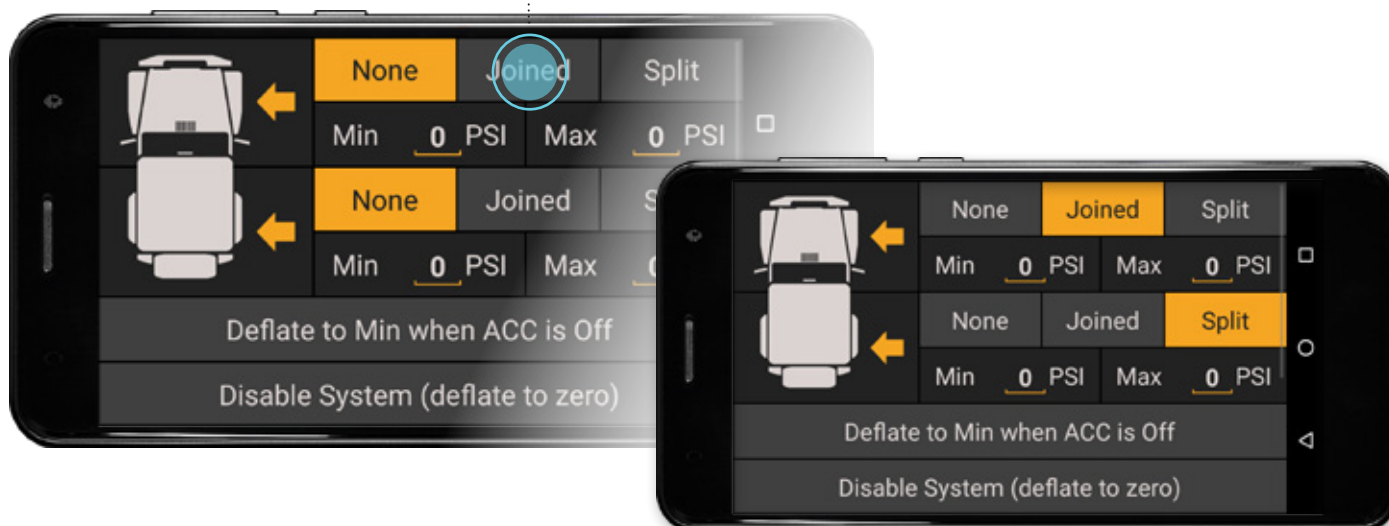 None Joined Split
Min 0 PSI Max 0 PSI
None Joined
Min 0 PSI Max
Deflate to Min when ACC is Off
Disable System (deflate to zero)
None Joined Split
Min 0 PSI Max 0 PSI
None Joined Split
Min 0 PSI Max 0 PSI
Deflate to Min when ACC is Off
Disable System (deflate to zero)